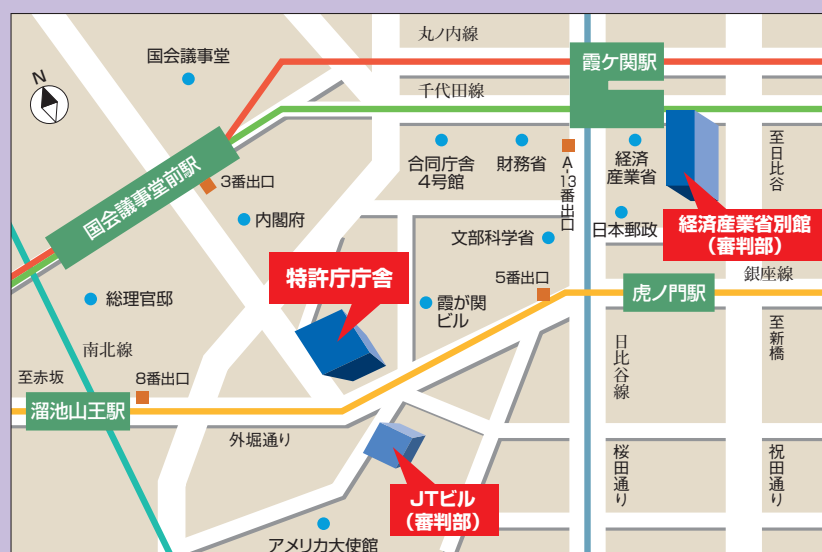 丸ノ内線
国会議事堂
霞ケ関駅
N
千代田線
合同庁舎
4号館
財務省
A-13番出口
経済
産業省
至日比谷
3番出口
国会議事堂前駅
内閣府
文部科学省
日本郵政
経済産業省別館
（審判部）
特許庁庁舎
5番出口
虎ノ門駅
銀座線
総理官邸
霞が関
ビル
南北線
至新橋
日比谷線
至赤坂
8番出口
溜池山王駅
外堀通り
桜田通り
祝田通り
JTビル
（審判部）
アメリカ大使館